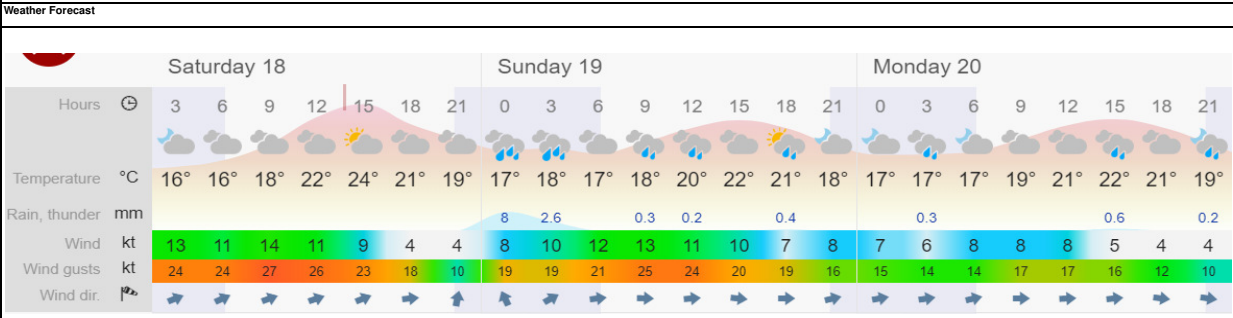 Weather Forecast
Saturday 18 Sunday 19 Monday 20
Hours 3 6 9 12 15 18 21 0 3 6 9 12 15 18 21 0 3 6 9 12 15 18 21
Temperature °C 16° 16° 18° 22° 24° 21° 19° 17° 18° 17° 18° 20° 22° 21° 18° 17° 17° 17° 19° 21° 22° 21° 19°
Rain, thunder mm 8 2.6 0.3 0.2 0.4 0.3 0.6 0.2
Wind kt 13 11 14 11 9 4 4 8 10 12 13 11 10 7 8 7 6 8 8 8 5 4 4
Wind gusts kt 24 24 27 26 23 18 10 19 19 21 25 24 20 19 16 15 14 14 17 17 16 12 10
Wind dir.